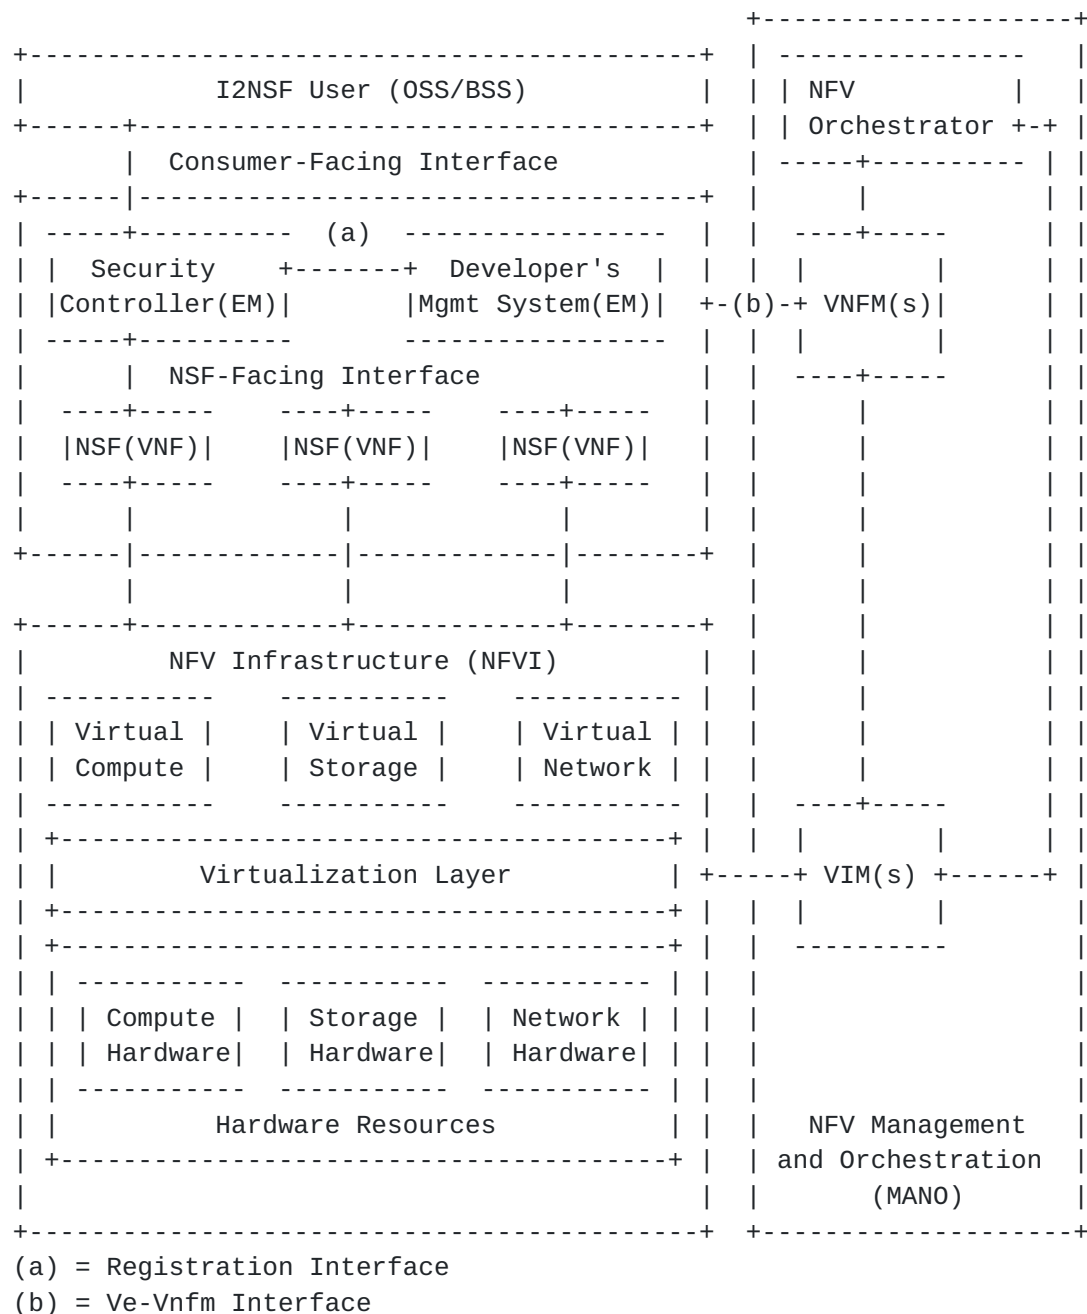 I2NSF User (OSS/BSS)
NFV
Orchestrator
Consumer-Facing Interface
(a)
Security
Controller(EM)
Developer's
Mgmt System(EM)
(b)
VNFM(s)
NSF-Facing Interface
NSF(VNF)
NSF(VNF)
NSF(VNF)
NFV Infrastructure (NFVI)
Virtual
Compute
Virtual
Storage
Virtual
Network
Virtualization Layer
VIM(s)
Compute
Hardware
Storage
Hardware
Network
Hardware
Hardware Resources
NFV Management
and Orchestration
(MANO)
(a) = Registration Interface
(b) = Ve-Vnfm Interface